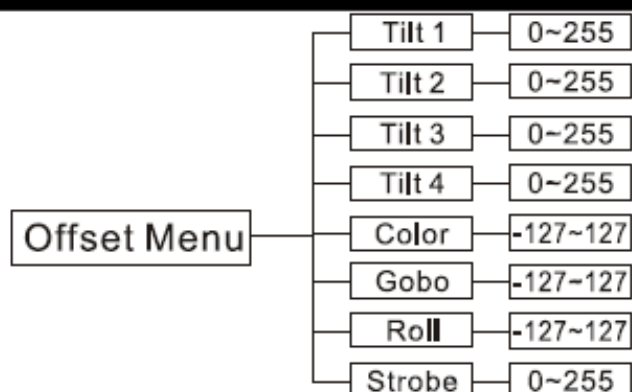 Tilt 1 0~255
Tilt 2 0~255
Tilt 3 0~255
Tilt 4 0~255
Offset Menu
Color -127~127
Gobo -127~127
Roll -127~127
Strobe 0~255